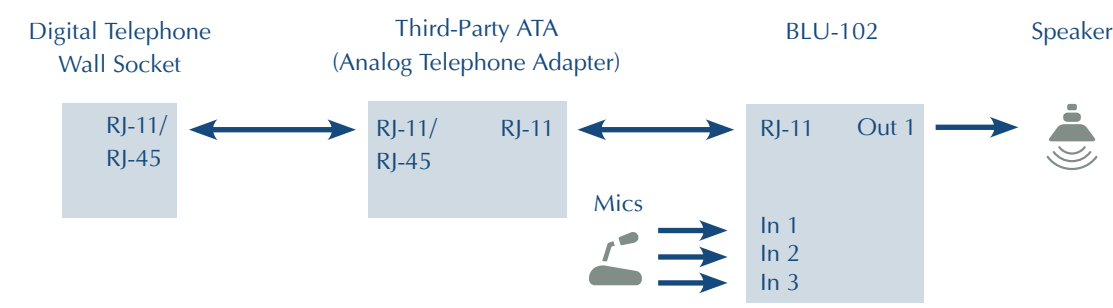 Digital Telephone
Wall Socket
Third-Party ATA
(Analog Telephone Adapter)
BLU-102
Speaker
RJ-11/
RJ-45
RJ-11/
RJ-45
RJ-11
RJ-11
Out 1
Mics
In 1
In 2
In 3